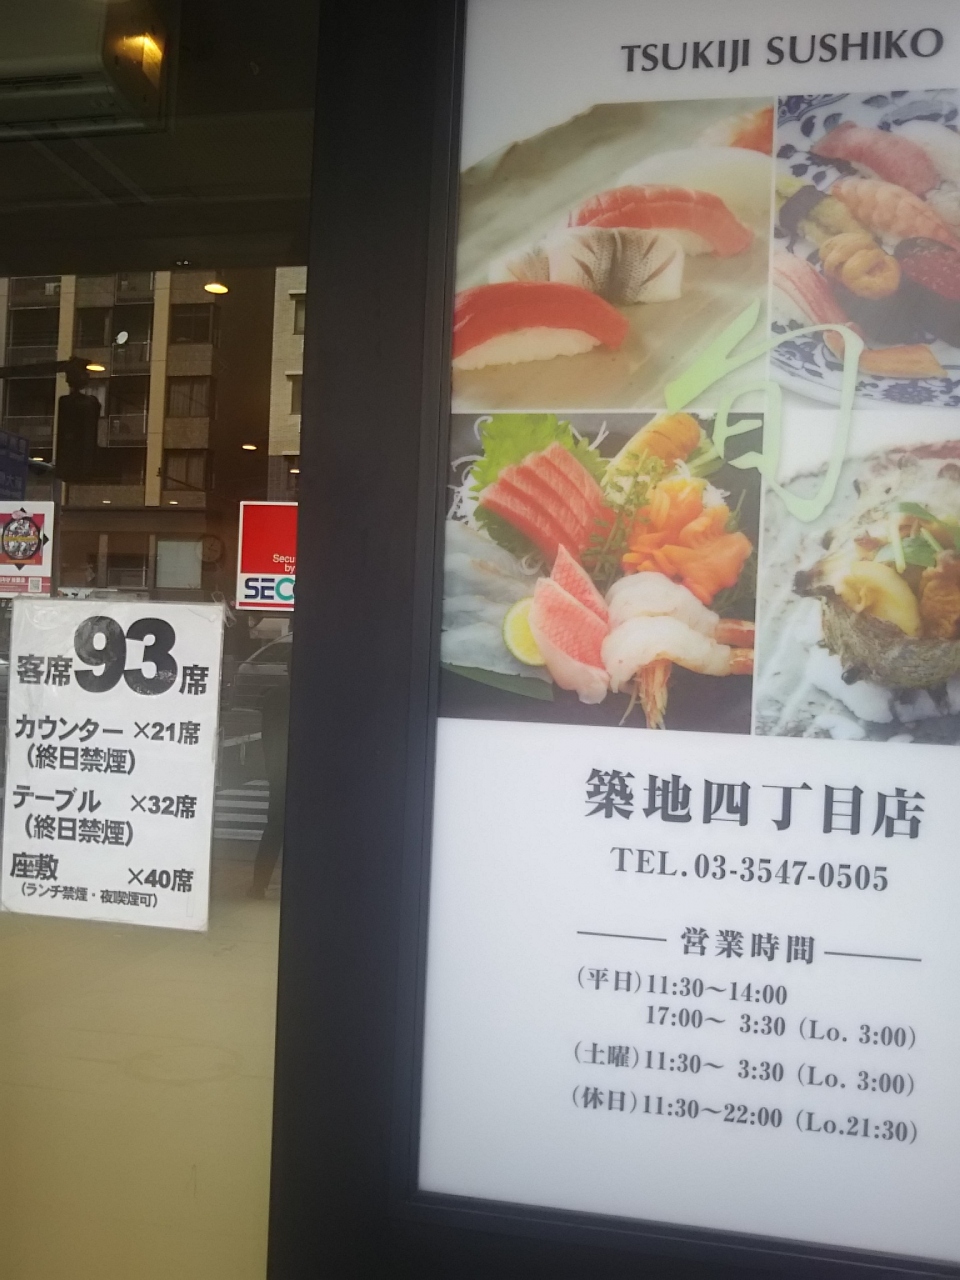 TSUKIJI SUSHIKO
旬
築地四丁目店
TEL.03-3547-0505
営業時間
(平日)11:30～14:00
17:00～ 3:30 (Lo. 3:00)
(土曜)11:30～ 3:30 (Lo. 3:00)
(休日)11:30～22:00 (Lo.21:30)
Secu
by
SEC
客席93席
カウンター ×21席
(終日禁煙)
テーブル ×32席
(終日禁煙)
座敷 ×40席
(ランチ禁煙・夜喫煙可)